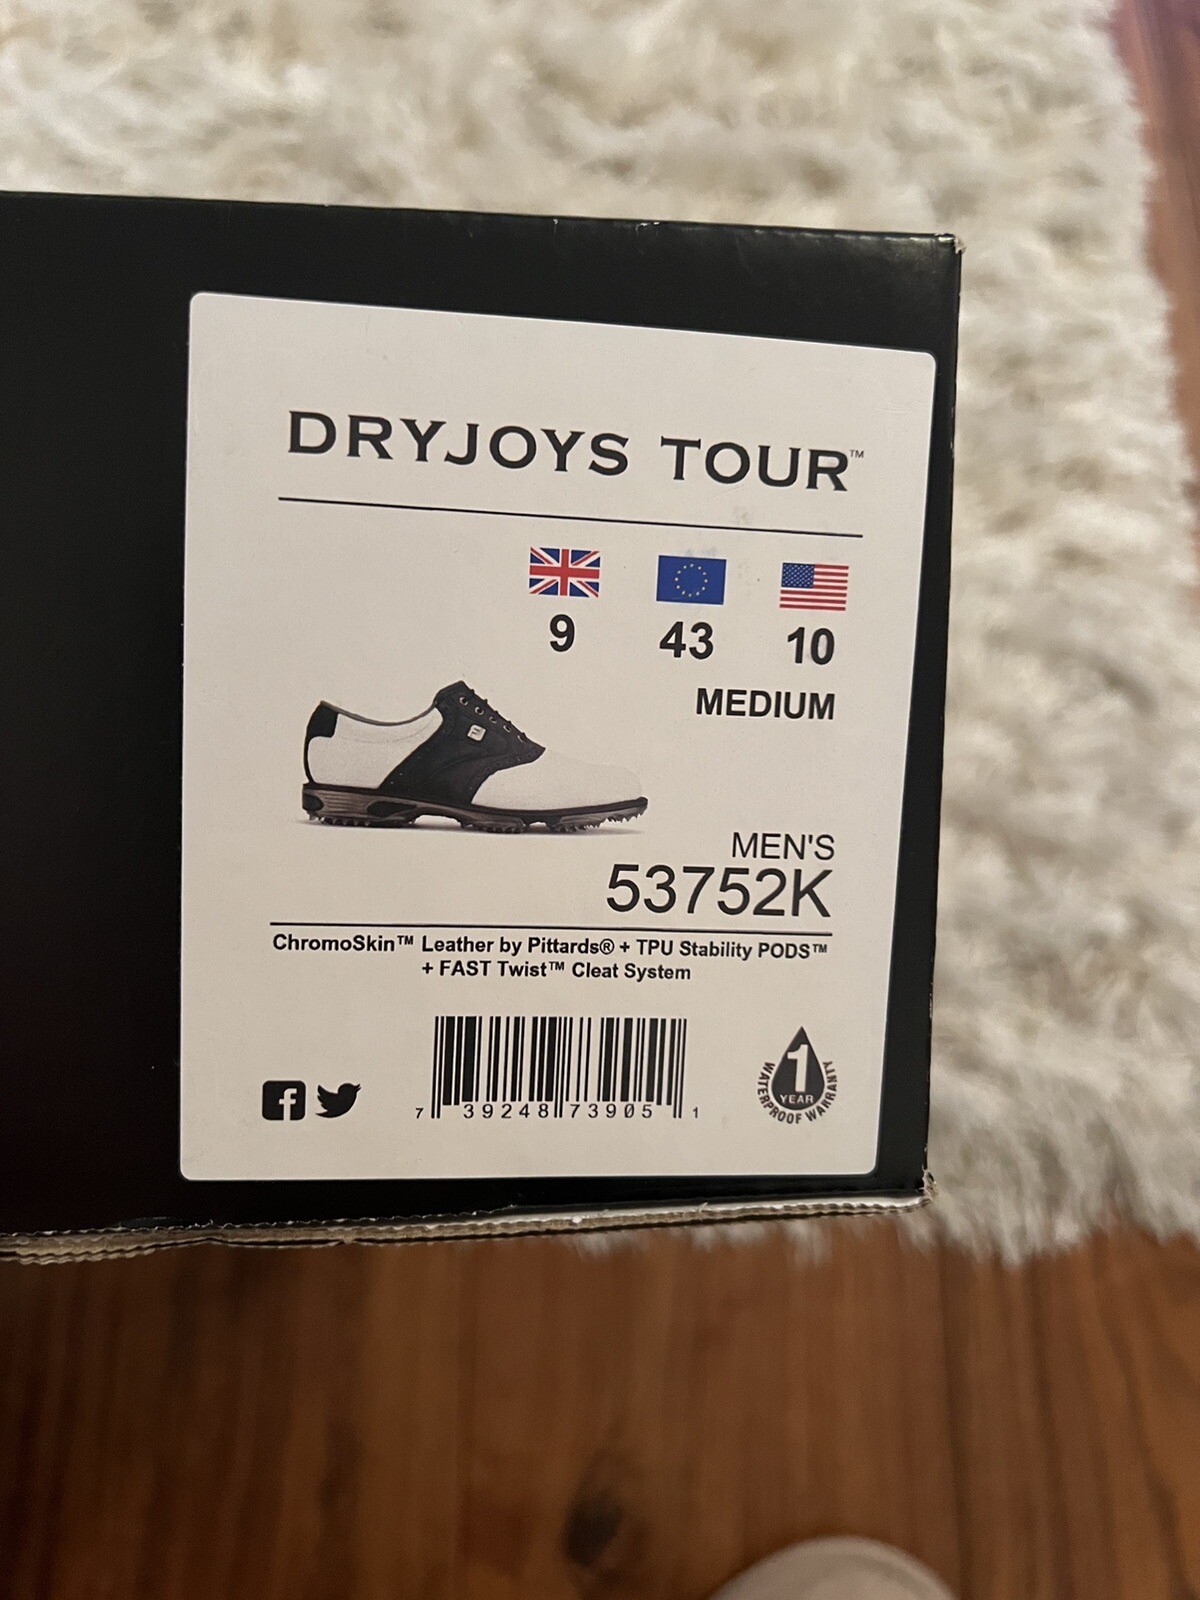 DRYJOYS TOUR™
9 43 10
MEDIUM
MEN'S
53752K
ChromoSkin™ Leather by Pittards® + TPU Stability PODS™
+ FAST Twist™ Cleat System
7 39248 73905 1
1
YEAR
WATERPROOF WARRANTY